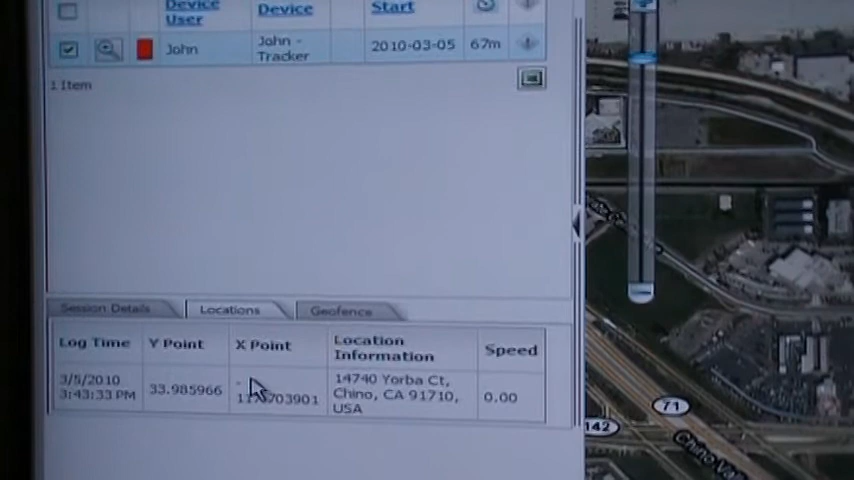 Device User Device Start
John John - Tracker 2010-03-05 67m
1 Item
Session Details Locations Geofence
Log Time Y Point X Point Location Information Speed
3/5/2010 3:43:33 PM 33.985966 14740 Yorba Ct, Chino, CA 91710, USA 0.00
71
142
Chino Val